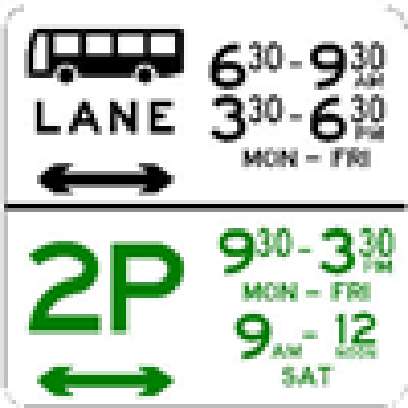 LANE
6³⁰ - 9³⁰ AM
3³⁰ - 6³⁰ PM
MON - FRI
2P
9³⁰ - 3³⁰ PM
MON - FRI
9 AM - 12 NOON
SAT